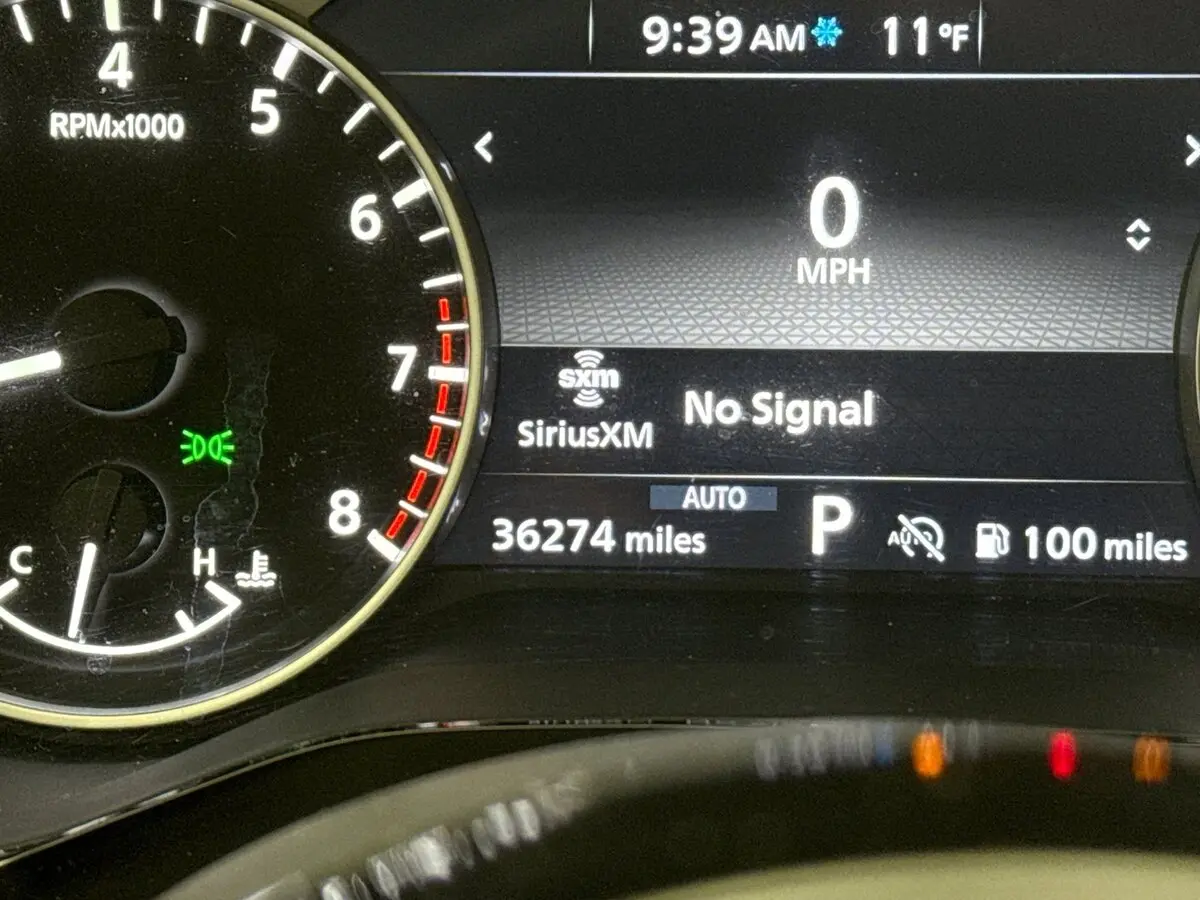 9:39 AM 11 °F
4
5
6
7
8
RPMx1000
C H
< >
0
MPH
sxm
SiriusXM
No Signal
AUTO
36274 miles P AUTO 100 miles